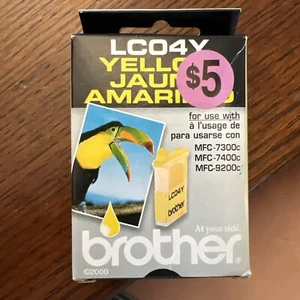 LC04Y
YELLOW
JAUNE
AMARILLO
$5
for use with
à l'usage de
para usarse con
MFC-7300c
MFC-7400c
MFC-9200c
LC04Y
At your side.
brother
©2000